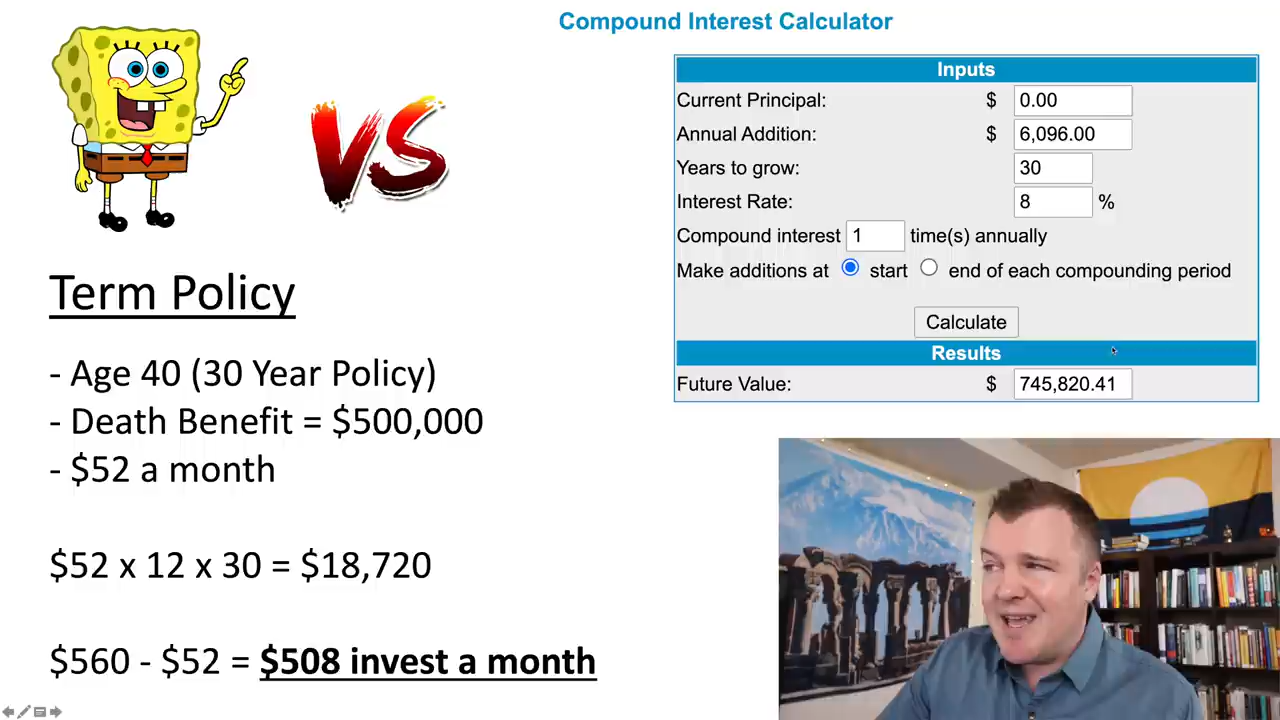 VS
Term Policy
- Age 40 (30 Year Policy)
- Death Benefit = $500,000
- $52 a month
$52 x 12 x 30 = $18,720
$560 - $52 = $508 invest a month
Compound Interest Calculator
Inputs
Current Principal: $ 0.00
Annual Addition: $ 6,096.00
Years to grow: 30
Interest Rate: 8 %
Compound interest 1 time(s) annually
Make additions at start end of each compounding period
Calculate
Results
Future Value: $ 745,820.41